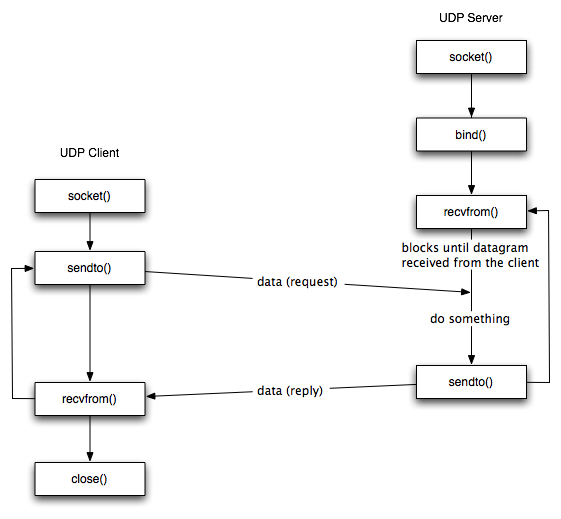 UDP Server
socket()
bind()
UDP Client
socket()
recvfrom()
blocks until datagram
received from the client
sendto()
data (request)
do something
sendto()
data (reply)
recvfrom()
close()